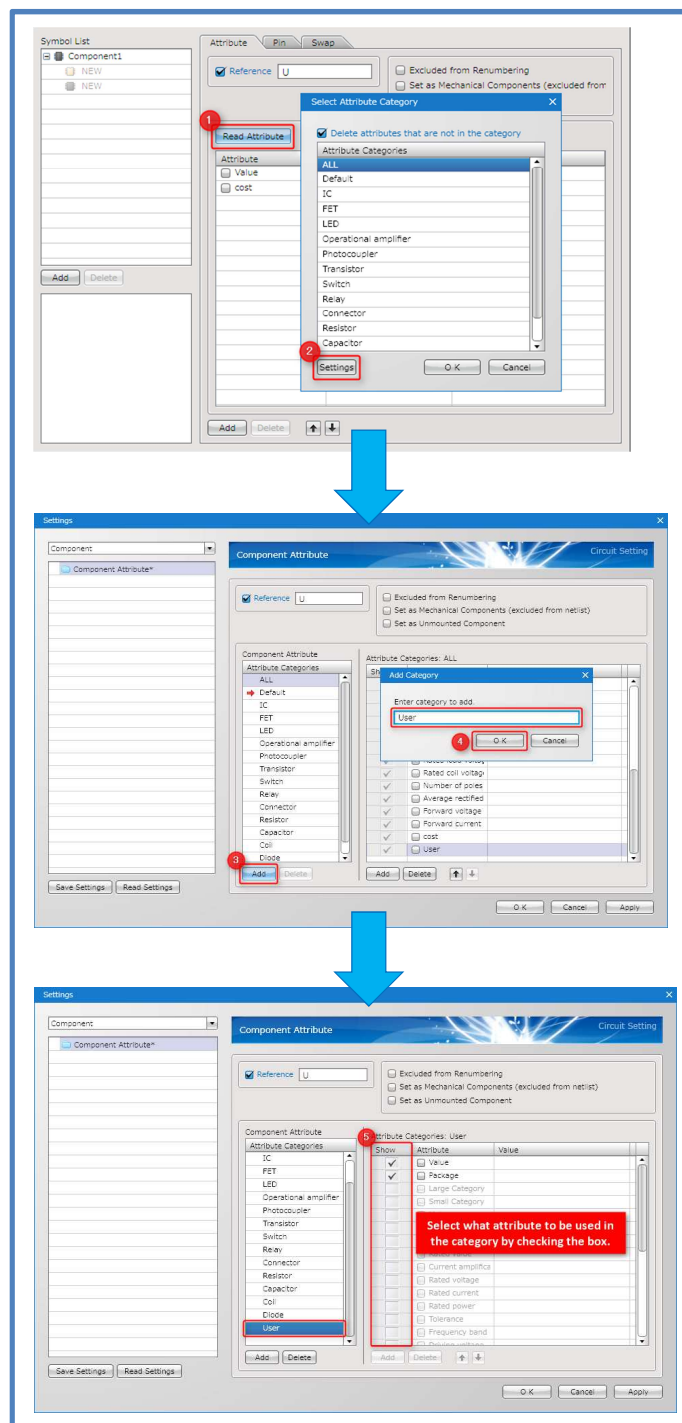 Symbol List
Component1
NEW
NEW
Add Delete
Attribute Pin Swap
Reference U
Excluded from Renumbering
Set as Mechanical Components (excluded from
1
Read Attribute
Attribute
Value
cost
Add Delete
Select Attribute Category
Delete attributes that are not in the category
Attribute Categories
ALL
Default
IC
FET
LED
Operational amplifier
Photocoupler
Transistor
Switch
Relay
Connector
Resistor
Capacitor
2
Settings OK Cancel
Settings
Component
Component Attribute*
Save Settings Read Settings
Component Attribute Circuit Setting
Reference U
Excluded from Renumbering
Set as Mechanical Components (excluded from netlist)
Set as Unmounted Component
Component Attribute
Attribute Categories
ALL
Default
IC
FET
LED
Operational amplifier
Photocoupler
Transistor
Switch
Relay
Connector
Resistor
Capacitor
Coil
Diode
3
Add Delete
Attribute Categories: ALL
Add Category
Enter category to add.
User
4
OK Cancel
Rated coil voltag
Number of poles
Average rectified
Forward voltage
Forward current
cost
User
Add Delete
OK Cancel Apply
Settings
Component
Component Attribute*
Save Settings Read Settings
Component Attribute Circuit Setting
Reference U
Excluded from Renumbering
Set as Mechanical Components (excluded from netlist)
Set as Unmounted Component
Component Attribute
Attribute Categories
IC
FET
LED
Operational amplifier
Photocoupler
Transistor
Switch
Relay
Connector
Resistor
Capacitor
Coil
Diode
User
Add Delete
5
Attribute Categories: User
Show Attribute Value
Value
Package
Large Category
Small Category
Select what attribute to be used in
the category by checking the box.
Current amplifica
Rated voltage
Rated current
Rated power
Tolerance
Frequency band
Add Delete
OK Cancel Apply